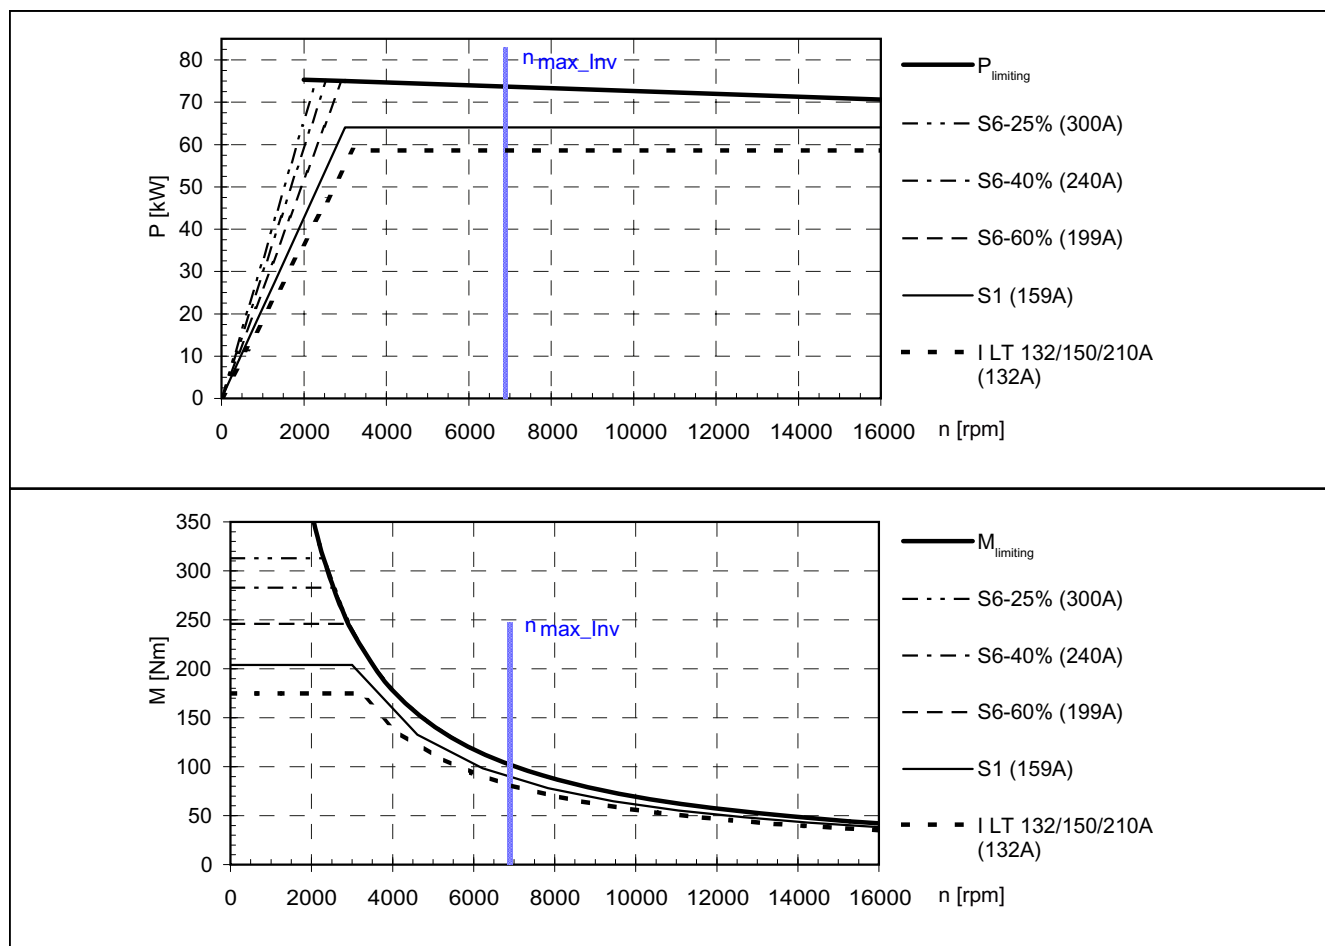 80
70
60
50
40
30
20
10
0
P [kW]
0 2000 4000 6000 8000 10000 12000 14000 16000 n [rpm]
n max_Inv
P limiting
S6-25% (300A)
S6-40% (240A)
S6-60% (199A)
S1 (159A)
I LT 132/150/210A
(132A)
350
300
250
200
150
100
50
0
M [Nm]
0 2000 4000 6000 8000 10000 12000 14000 16000 n [rpm]
n max_Inv
M limiting
S6-25% (300A)
S6-40% (240A)
S6-60% (199A)
S1 (159A)
I LT 132/150/210A
(132A)